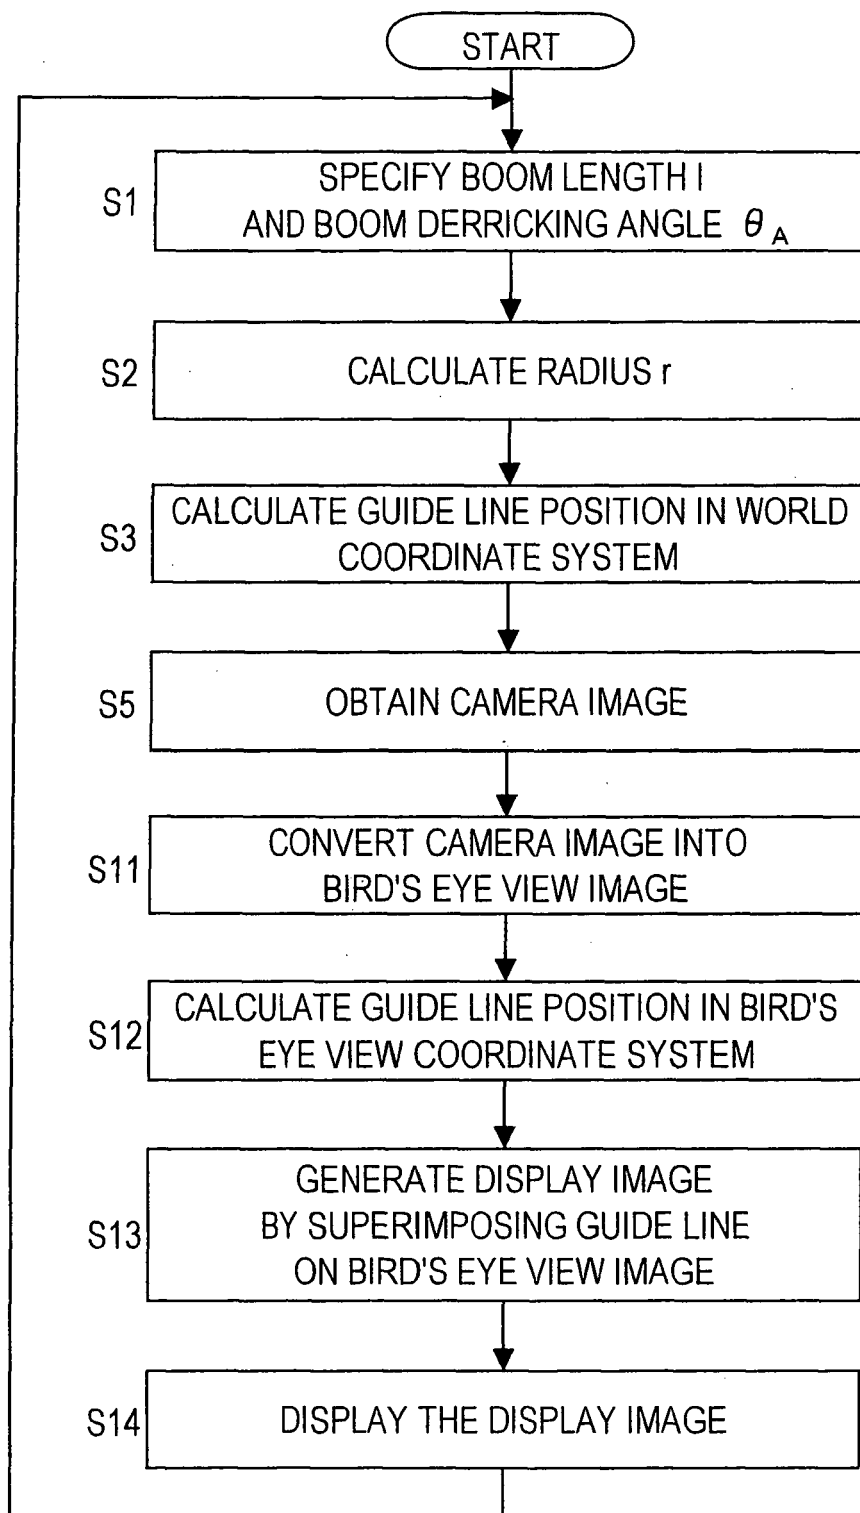 START
S1
SPECIFY BOOM LENGTH l
AND BOOM DERRICKING ANGLE θA
S2
CALCULATE RADIUS r
S3
CALCULATE GUIDE LINE POSITION IN WORLD
COORDINATE SYSTEM
S5
OBTAIN CAMERA IMAGE
S11
CONVERT CAMERA IMAGE INTO
BIRD'S EYE VIEW IMAGE
S12
CALCULATE GUIDE LINE POSITION IN BIRD'S
EYE VIEW COORDINATE SYSTEM
S13
GENERATE DISPLAY IMAGE
BY SUPERIMPOSING GUIDE LINE
ON BIRD'S EYE VIEW IMAGE
S14
DISPLAY THE DISPLAY IMAGE